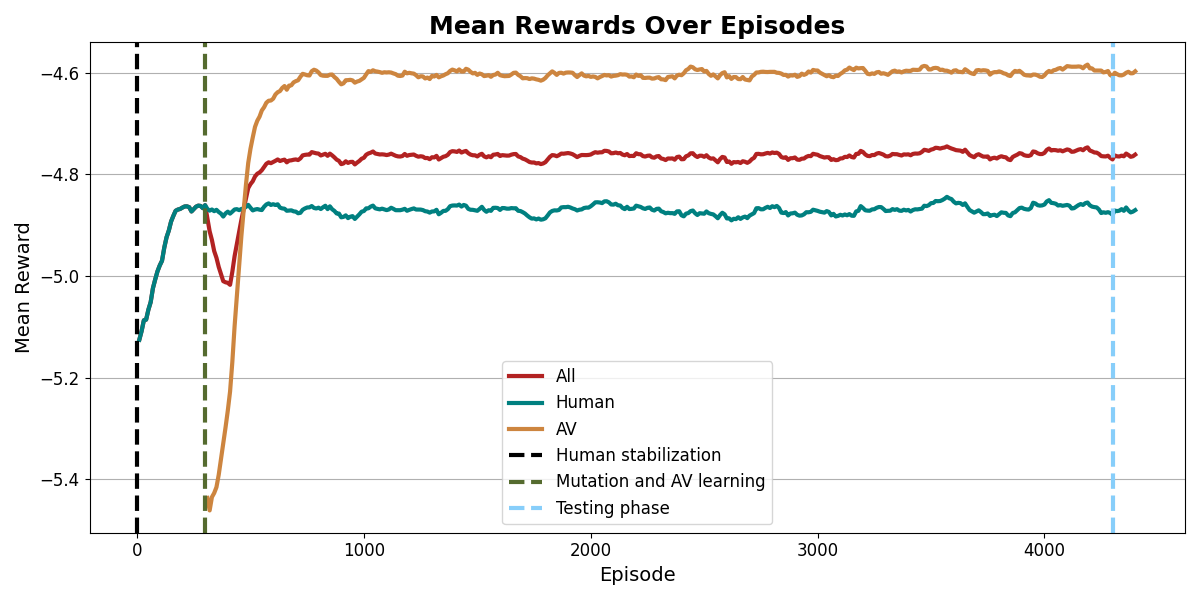 Mean Rewards Over Episodes
Mean Reward
−4.6
−4.8
−5.0
−5.2
−5.4
All
Human
AV
Human stabilization
Mutation and AV learning
Testing phase
0
1000
2000
3000
4000
Episode